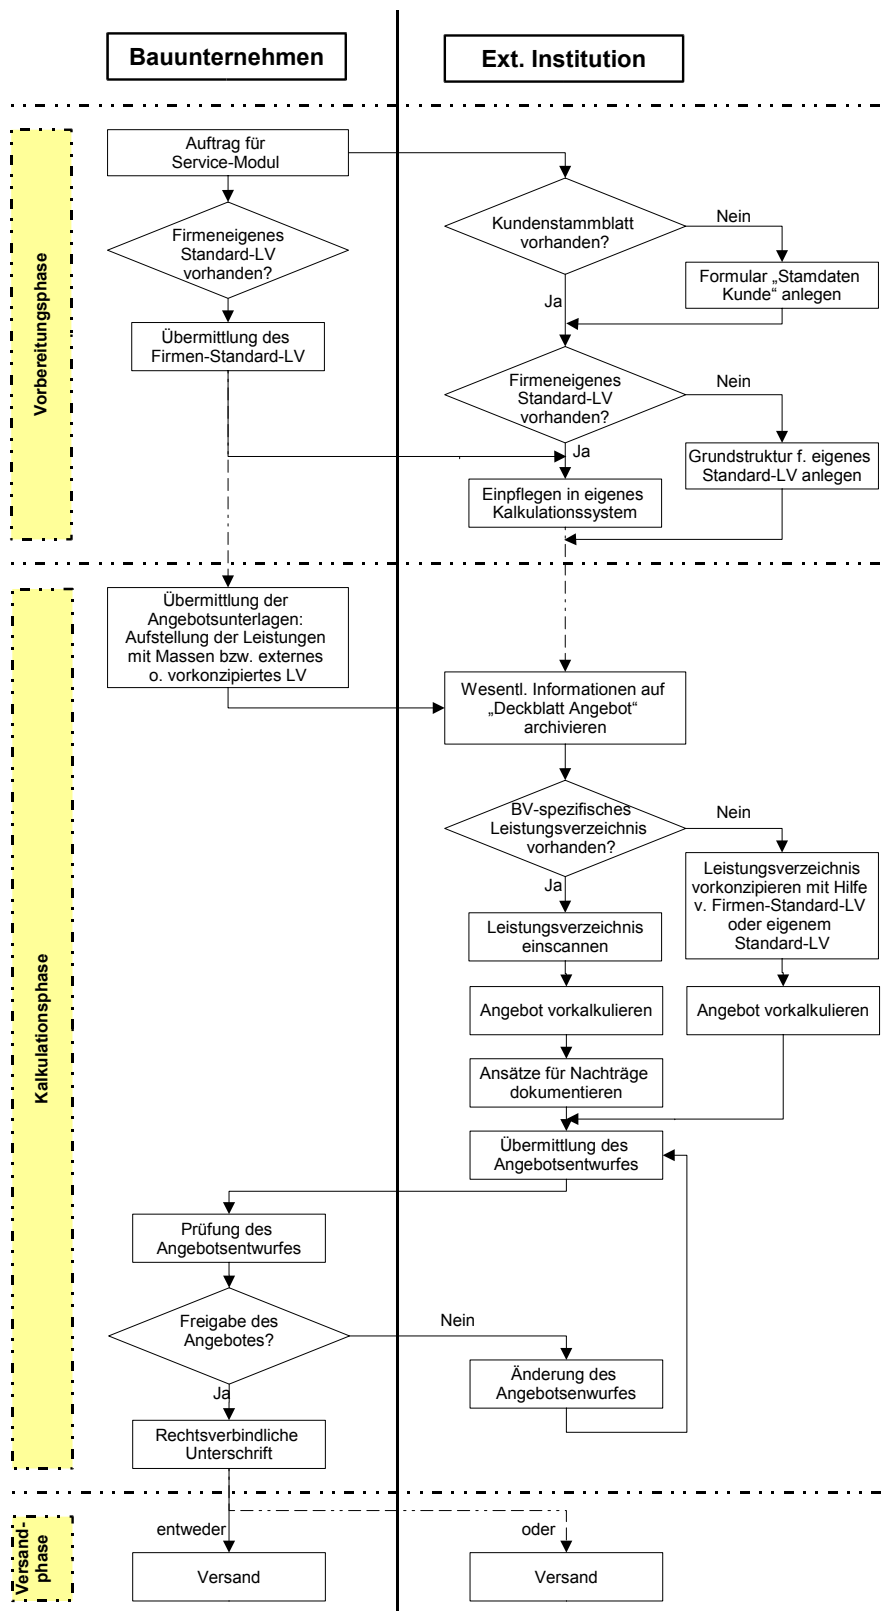 Bauunternehmen
Ext. Institution
Vorbereitungsphase
Auftrag für
Service-Modul
Firmeneigenes
Standard-LV
vorhanden?
Übermittlung des
Firmen-Standard-LV
Kundenstammblatt
vorhanden?
Nein
Formular „Stamdaten
Kunde“ anlegen
Ja
Firmeneigenes
Standard-LV
vorhanden?
Nein
Ja
Grundstruktur f. eigenes
Standard-LV anlegen
Einpflegen in eigenes
Kalkulationssystem
Kalkulationsphase
Übermittlung der
Angebotsunterlagen:
Aufstellung der Leistungen
mit Massen bzw. externes
o. vorkonzipiertes LV
Wesentl. Informationen auf
„Deckblatt Angebot“
archivieren
BV-spezifisches
Leistungsverzeichnis
vorhanden?
Nein
Ja
Leistungsverzeichnis
vorkonzipieren mit Hilfe
v. Firmen-Standard-LV
oder eigenem
Standard-LV
Leistungsverzeichnis
einscannen
Angebot vorkalkulieren
Angebot vorkalkulieren
Ansätze für Nachträge
dokumentieren
Übermittlung des
Angebotsentwurfes
Prüfung des
Angebotsentwurfes
Freigabe des
Angebotes?
Nein
Änderung des
Angebotsenwurfes
Ja
Rechtsverbindliche
Unterschrift
Versand-
phase
entweder
oder
Versand
Versand